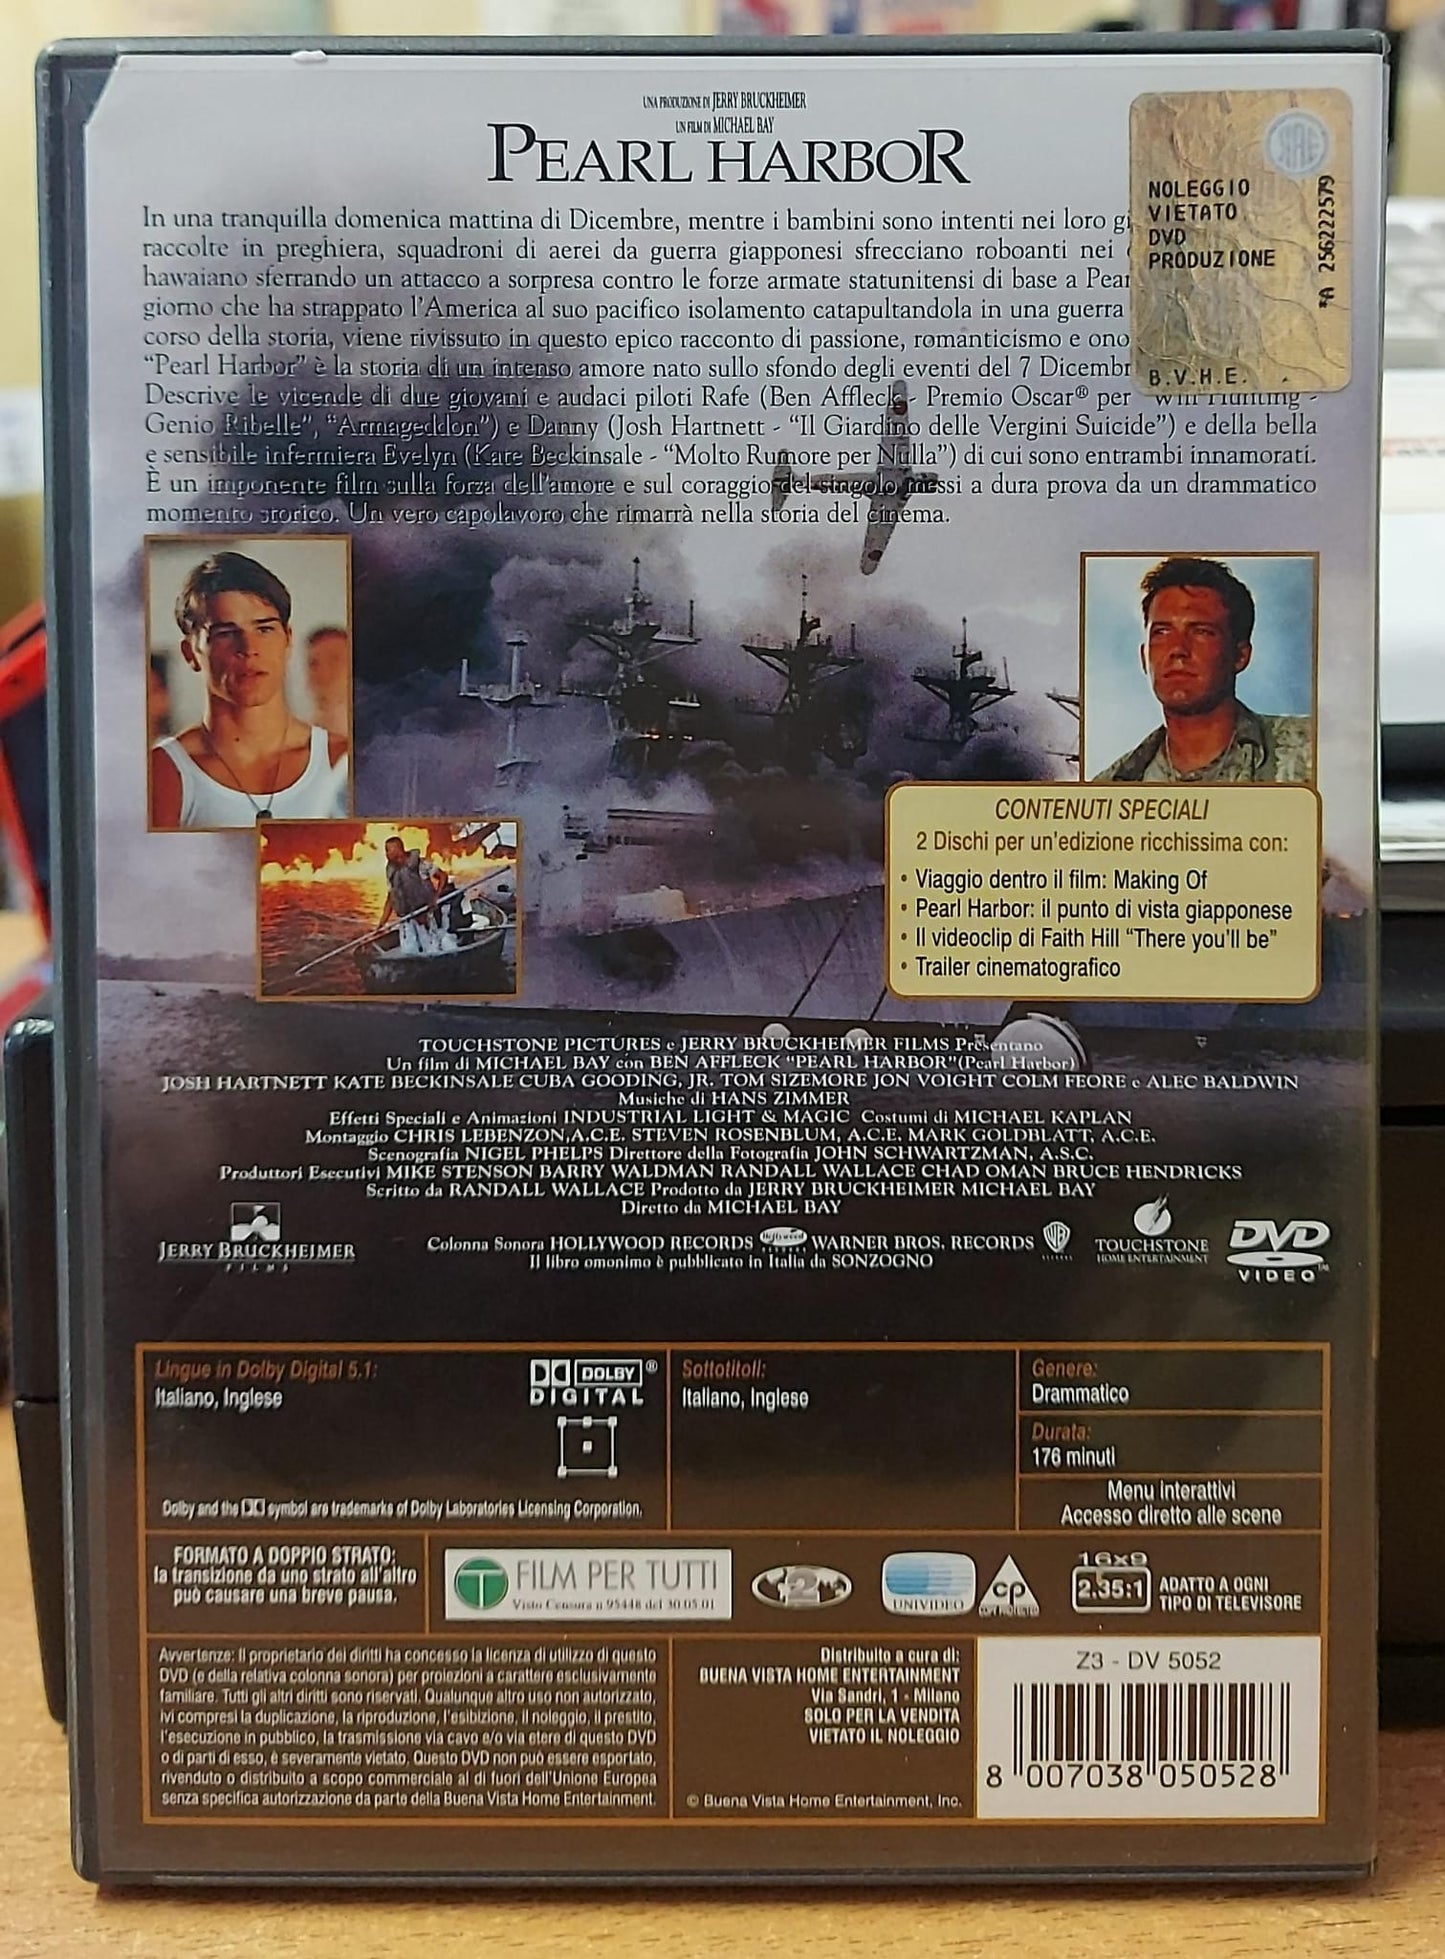 UNA PRODUZIONE DI JERRY BRUCKHEIMER
UN FILM DI MICHAEL BAY
PEARL HARBOR
In una tranquilla domenica mattina di Dicembre, mentre i bambini sono intenti nei loro
raccolte in preghiera, squadroni di aerei da guerra giapponesi sfrecciano roboanti nei
hawaiano sferrando un attacco a sorpresa contro le forze armate statunitensi di base a Pear
giorno che ha strappato l'America al suo pacifico isolamento catapultandola in una guerra
corso della storia, viene rivissuto in questo epico racconto di passione, romanticismo e ono
"Pearl Harbor" è la storia di un intenso amore nato sullo sfondo degli eventi del 7 Dicembr
Descrive le vicende di due giovani e audaci piloti Rafe (Ben Affleck - Premio Oscar® per "Will Hunting -
Genio Ribelle", "Armageddon") e Danny (Josh Hartnett - "Il Giardino delle Vergini Suicide") e della bella
e sensibile infermiera Evelyn (Kate Beckinsale - "Molto Rumore per Nulla") di cui sono entrambi innamorati.
È un imponente film sulla forza dell'amore e sul coraggio del singolo messi a dura prova da un drammatico
momento storico. Un vero capolavoro che rimarrà nella storia del cinema.
SIAE
NOLEGGIO
VIETATO
DVD
PRODUZIONE
B.V.H.E.
*A 256222579
CONTENUTI SPECIALI
2 Dischi per un'edizione ricchissima con:
• Viaggio dentro il film: Making Of
• Pearl Harbor: il punto di vista giapponese
• Il videoclip di Faith Hill "There you'll be"
• Trailer cinematografico
TOUCHSTONE PICTURES e JERRY BRUCKHEIMER FILMS Presentano
Un film di MICHAEL BAY con BEN AFFLECK "PEARL HARBOR"(Pearl Harbor)
JOSH HARTNETT KATE BECKINSALE CUBA GOODING, JR. TOM SIZEMORE JON VOIGHT COLM FEORE e ALEC BALDWIN
Musiche di HANS ZIMMER
Effetti Speciali e Animazioni INDUSTRIAL LIGHT & MAGIC Costumi di MICHAEL KAPLAN
Montaggio CHRIS LEBENZON,A.C.E. STEVEN ROSENBLUM, A.C.E. MARK GOLDBLATT, A.C.E.
Scenografia NIGEL PHELPS Direttore della Fotografia JOHN SCHWARTZMAN, A.S.C.
Produttori Esecutivi MIKE STENSON BARRY WALDMAN RANDALL WALLACE CHAD OMAN BRUCE HENDRICKS
Scritto da RANDALL WALLACE Prodotto da JERRY BRUCKHEIMER MICHAEL BAY
Diretto da MICHAEL BAY
JERRY BRUCKHEIMER
FILMS
Colonna Sonora HOLLYWOOD RECORDS Hollywood WARNER BROS. RECORDS
Il libro omonimo è pubblicato in Italia da SONZOGNO
TOUCHSTONE
HOME ENTERTAINMENT
DVD
VIDEO™
Lingue in Dolby Digital 5.1:
Italiano, Inglese
DOLBY®
DIGITAL
Dolby and the DD symbol are trademarks of Dolby Laboratories Licensing Corporation.
Sottotitoli:
Italiano, Inglese
Genere:
Drammatico
Durata:
176 minuti
Menu interattivi
Accesso diretto alle scene
FORMATO A DOPPIO STRATO:
la transizione da uno strato all'altro
può causare una breve pausa.
T FILM PER TUTTI
Visto Censura n 95448 del 30.05.01
2
UNIVIDEO
cp
COPY PROTECTED
16x9
2.35:1
ADATTO A OGNI
TIPO DI TELEVISORE
Avvertenze: Il proprietario dei diritti ha concesso la licenza di utilizzo di questo
DVD (e della relativa colonna sonora) per proiezioni a carattere esclusivamente
familiare. Tutti gli altri diritti sono riservati. Qualunque altro uso non autorizzato,
ivi compresi la duplicazione, la riproduzione, l'esibizione, il noleggio, il prestito,
l'esecuzione in pubblico, la trasmissione via cavo e/o via etere di questo DVD
o di parti di esso, è severamente vietato. Questo DVD non può essere esportato,
rivenduto o distribuito a scopo commerciale al di fuori dell'Unione Europea
senza specifica autorizzazione da parte della Buena Vista Home Entertainment.
Distribuito a cura di:
BUENA VISTA HOME ENTERTAINMENT
Via Sandri, 1 - Milano
SOLO PER LA VENDITA
VIETATO IL NOLEGGIO
© Buena Vista Home Entertainment, Inc.
Z3 - DV 5052
8 007038 050528